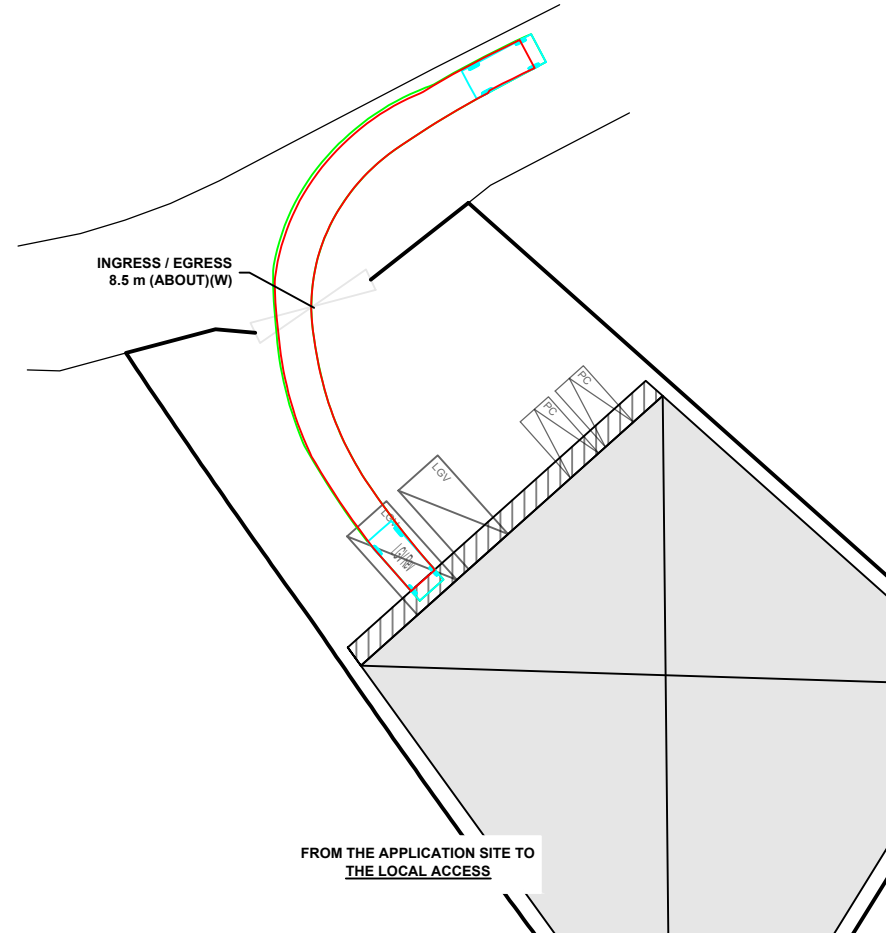 INGRESS / EGRESS
8.5 m (ABOUT)(W)
PC
PC
LGV
FROM THE APPLICATION SITE TO
THE LOCAL ACCESS